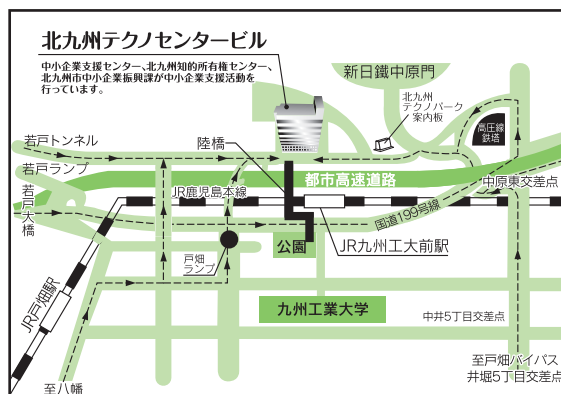 北九州テクノセンタービル
中小企業支援センター、北九州知的所有権センター、
北九州市中小企業振興課が中小企業支援活動を
行っています。
新日鐵中原門
北九州
テクノパーク
案内板
高圧線
鉄塔
若戸トンネル
陸橋
若戸ランプ
都市高速道路
中原東交差点
JR鹿児島本線
若戸大橋
国道199号線
公園
JR九州工大前駅
戸畑
ランプ
JR戸畑駅
九州工業大学
中井5丁目交差点
至戸畑バイパス
井堀5丁目交差点
至八幡